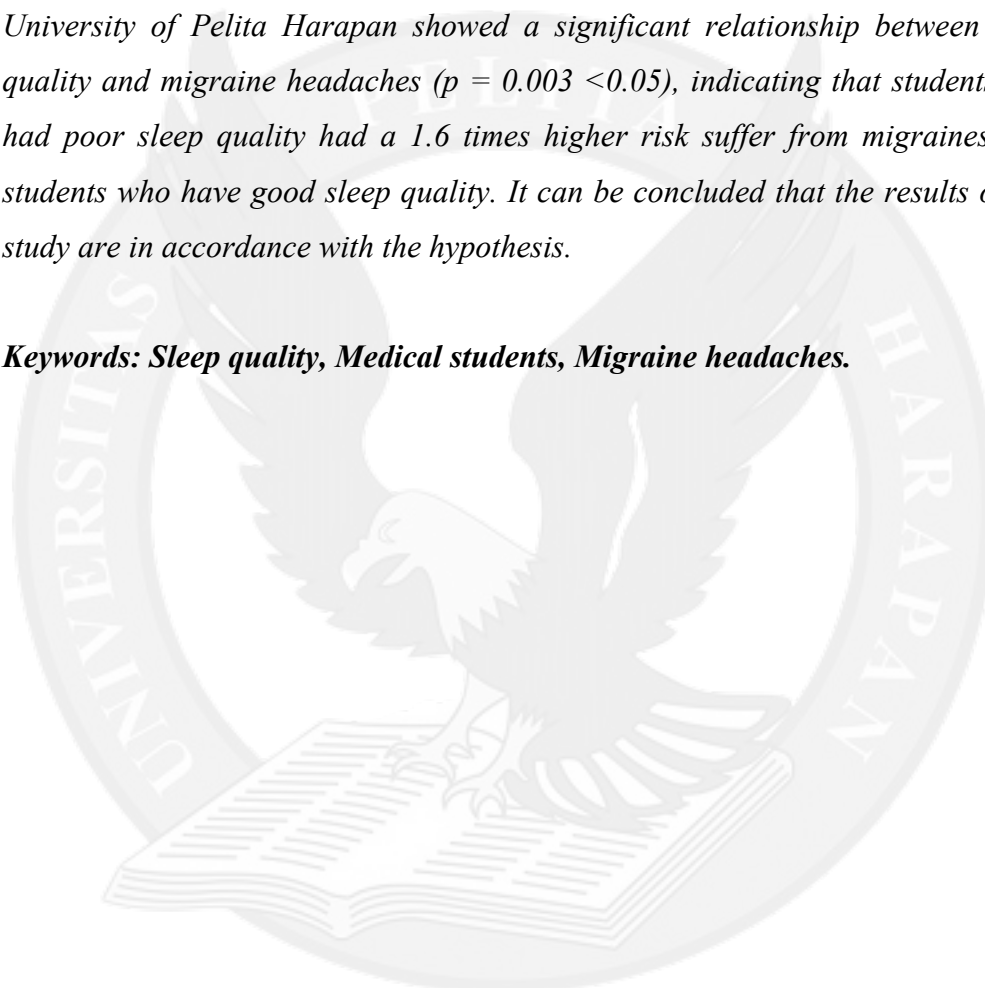 University of Pelita Harapan showed a significant relationship between
quality and migraine headaches (p = 0.003 <0.05), indicating that student
had poor sleep quality had a 1.6 times higher risk suffer from migraines
students who have good sleep quality. It can be concluded that the results
study are in accordance with the hypothesis.
Keywords: Sleep quality, Medical students, Migraine headaches.
UNIVERSITAS PELITA HARAPAN